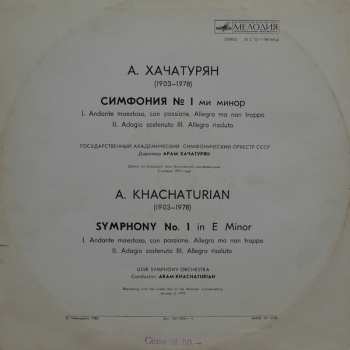 МЕЛОДИЯ
А. ХАЧАТУРЯН
(1903—1978)
СИМФОНИЯ № 1 ми минор
I. Andante maestoso, con passione. Allegro ma non troppo
II. Adagio sostenuto III. Allegro risoluto
ГОСУДАРСТВЕННЫЙ АКАДЕМИЧЕСКИЙ СИМФОНИЧЕСКИЙ ОРКЕСТР СССР
Дирижер АРАМ ХАЧАТУРЯН
A. KHACHATURIAN
(1903—1978)
SYMPHONY No. 1 in E Minor
I. Andante maestoso, con passione. Allegro ma non troppo
II. Adagio sostenuto III. Allegro risoluto
USSR SYMPHONY ORCHESTRA
Conductor ARAM KHACHATURIAN